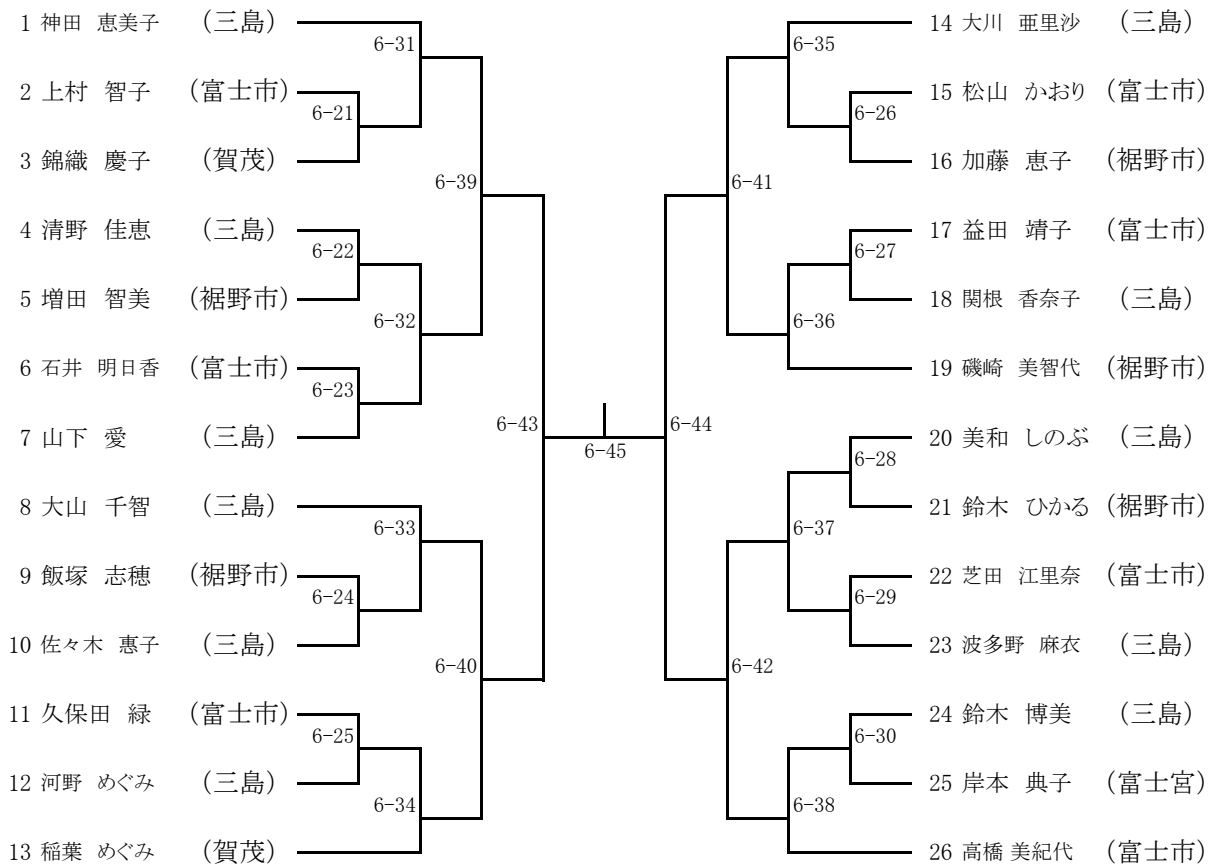 1 神田 恵美子 (三島)
6-31
2 上村 智子 (富士市)
6-21
3 錦織 慶子 (賀茂)
6-39
4 清野 佳恵 (三島)
6-22
5 増田 智美 (裾野市)
6-32
6 石井 明日香 (富士市)
6-23
7 山下 愛 (三島)
6-43
8 大山 千智 (三島)
6-33
9 飯塚 志穂 (裾野市)
6-24
10 佐々木 惠子 (三島)
6-40
11 久保田 緑 (富士市)
6-25
12 河野 めぐみ (三島)
6-34
13 稲葉 めぐみ (賀茂)
6-45
14 大川 亜里沙 (三島)
6-35
15 松山 かおり (富士市)
6-26
16 加藤 恵子 (裾野市)
6-41
17 益田 靖子 (富士市)
6-27
18 関根 香奈子 (三島)
6-36
19 磯崎 美智代 (裾野市)
6-44
20 美和 しのぶ (三島)
6-28
21 鈴木 ひかる (裾野市)
6-37
22 芝田 江里奈 (富士市)
6-29
23 波多野 麻衣 (三島)
6-42
24 鈴木 博美 (三島)
6-30
25 岸本 典子 (富士宮)
6-38
26 高橋 美紀代 (富士市)